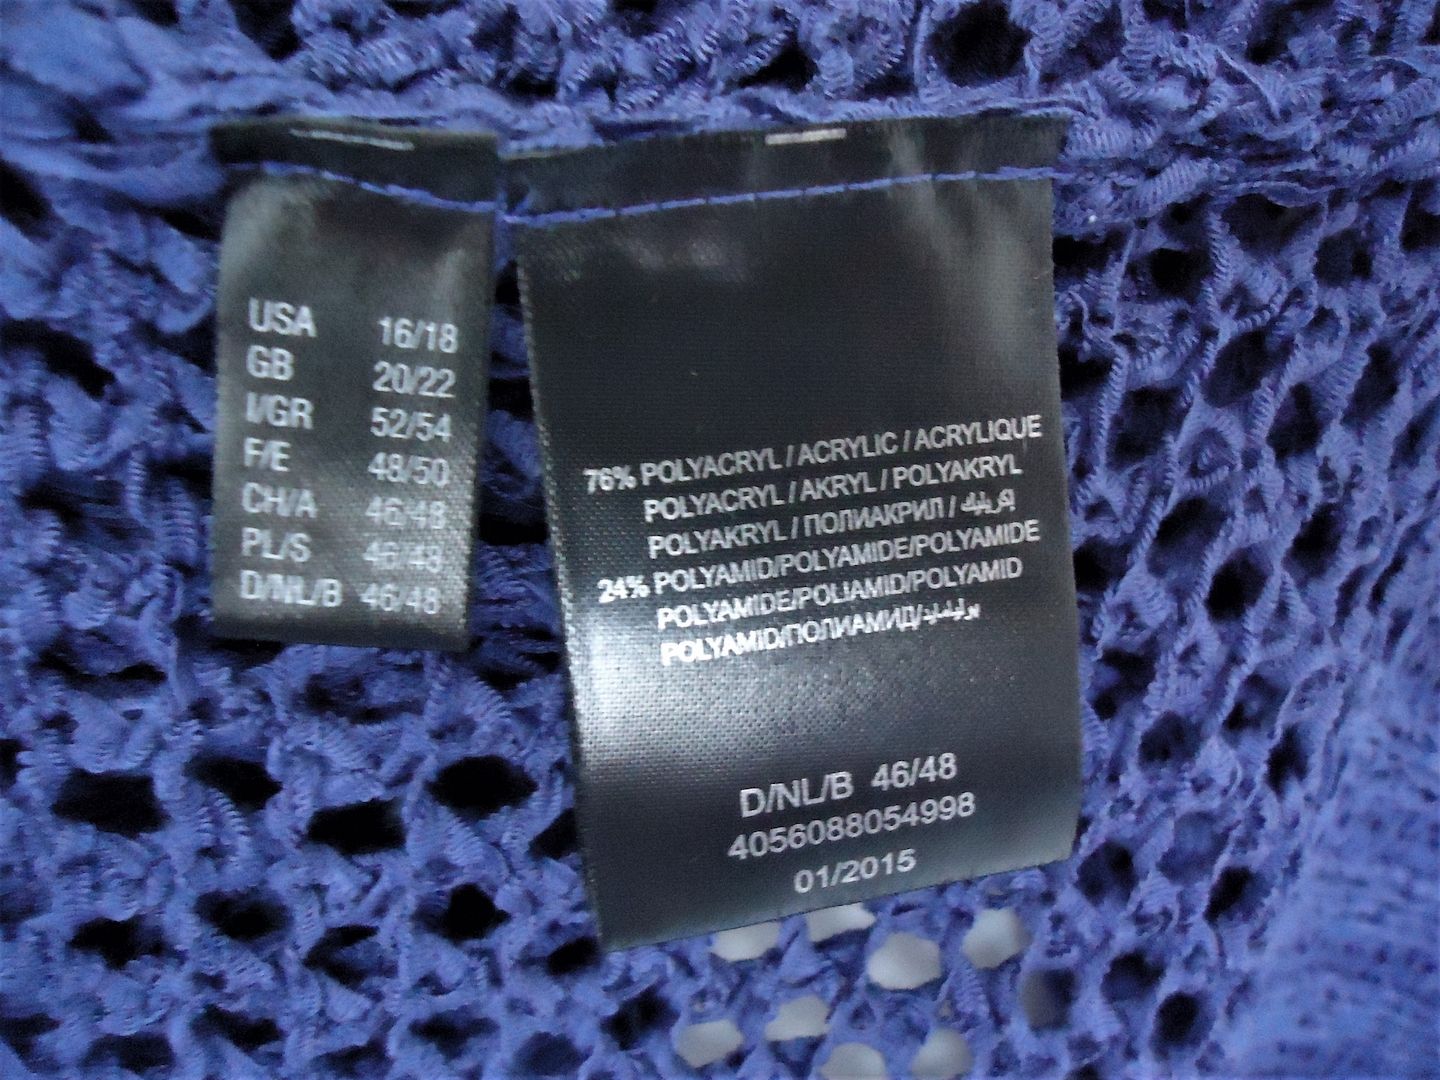 USA 16/18
GB 20/22
I/GR 52/54
F/E 48/50
CH/A 46/48
PL/S 46/48
D/NL/B 46/48
76% POLYACRYL / ACRYLIC / ACRYLIQUE
POLYACRYL / AKRYL / POLYAKRYL
POLYAKRYL / ПОЛИАКРИЛ /
24% POLYAMID/POLYAMIDE/POLYAMIDE
POLYAMIDE/POLIAMID/POLYAMID
POLYAMID/ПОЛИАМИД/
D/NL/B 46/48
4056088054998
01/2015